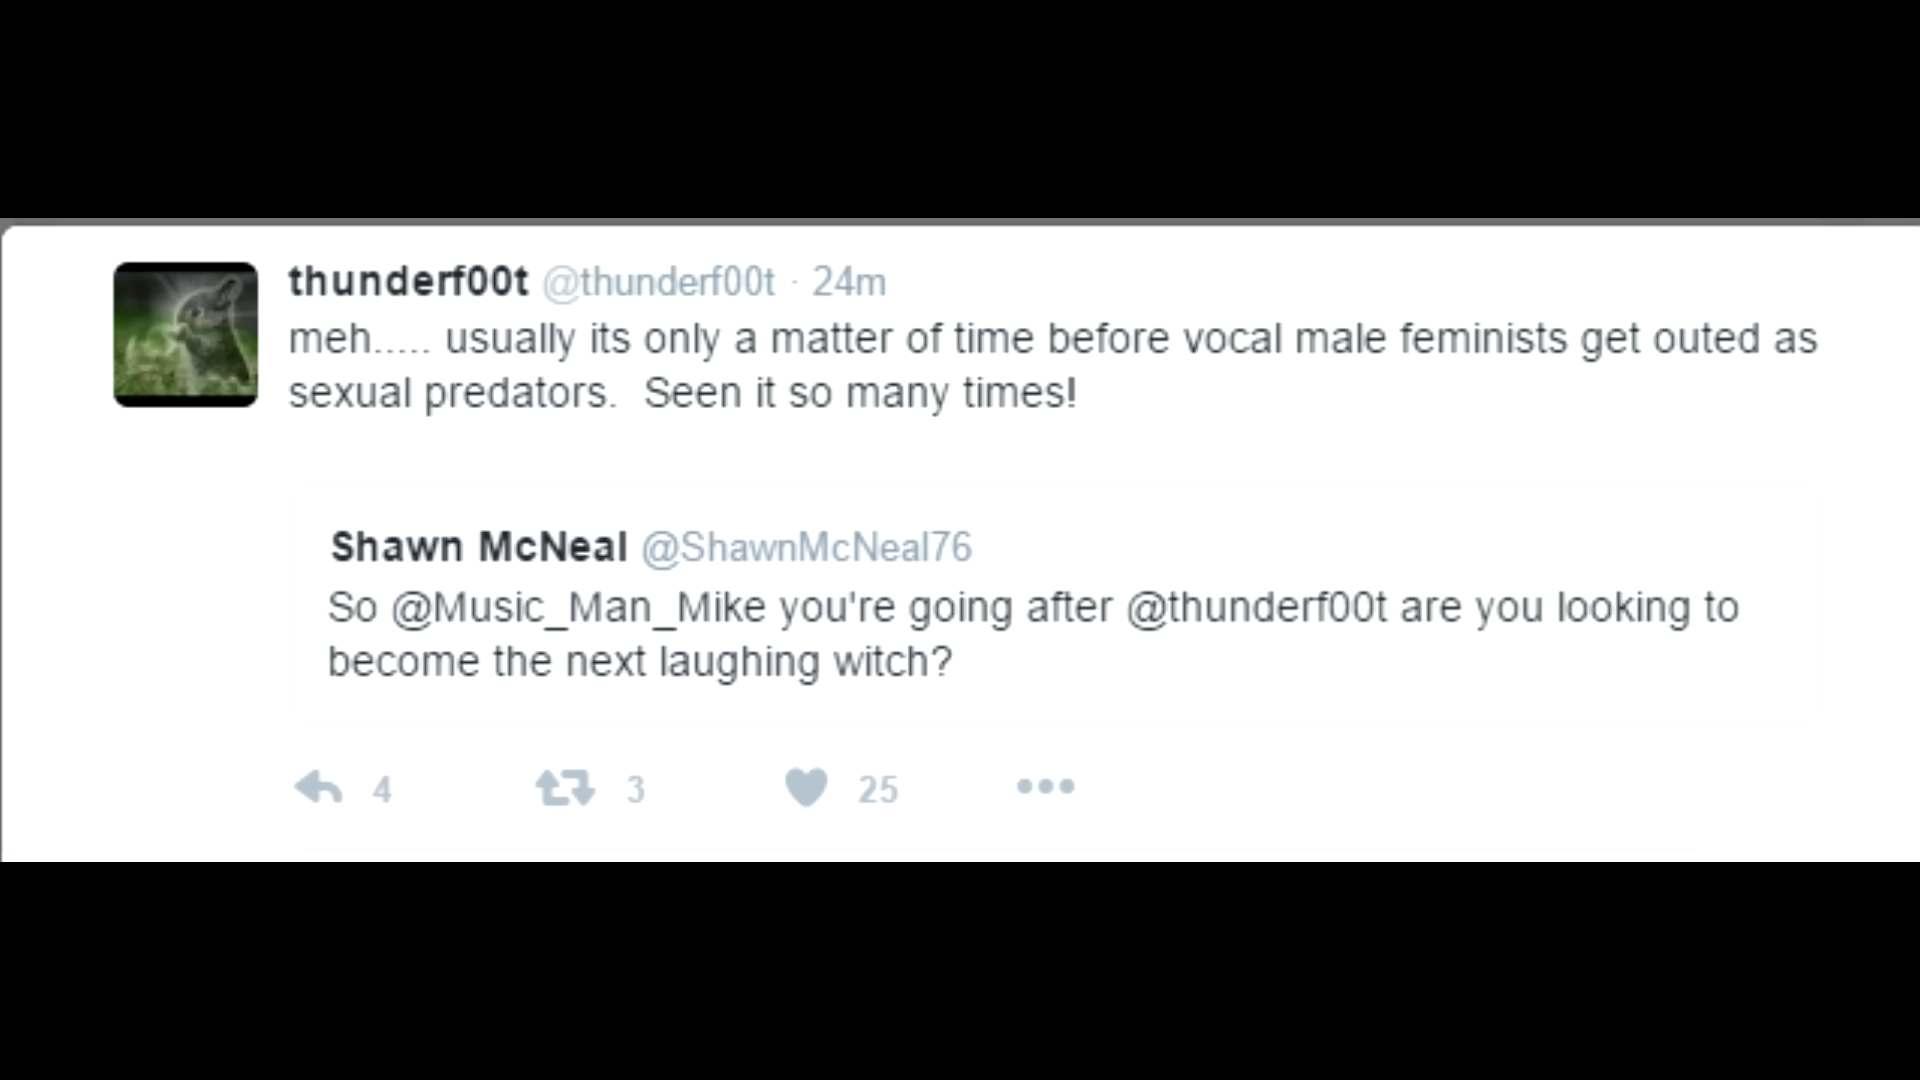 thunderf00t @thunderf00t · 24m
meh..... usually its only a matter of time before vocal male feminists get outed as
sexual predators.  Seen it so many times!
Shawn McNeal @ShawnMcNeal76
So @Music_Man_Mike you're going after @thunderf00t are you looking to
become the next laughing witch?
4 3 25